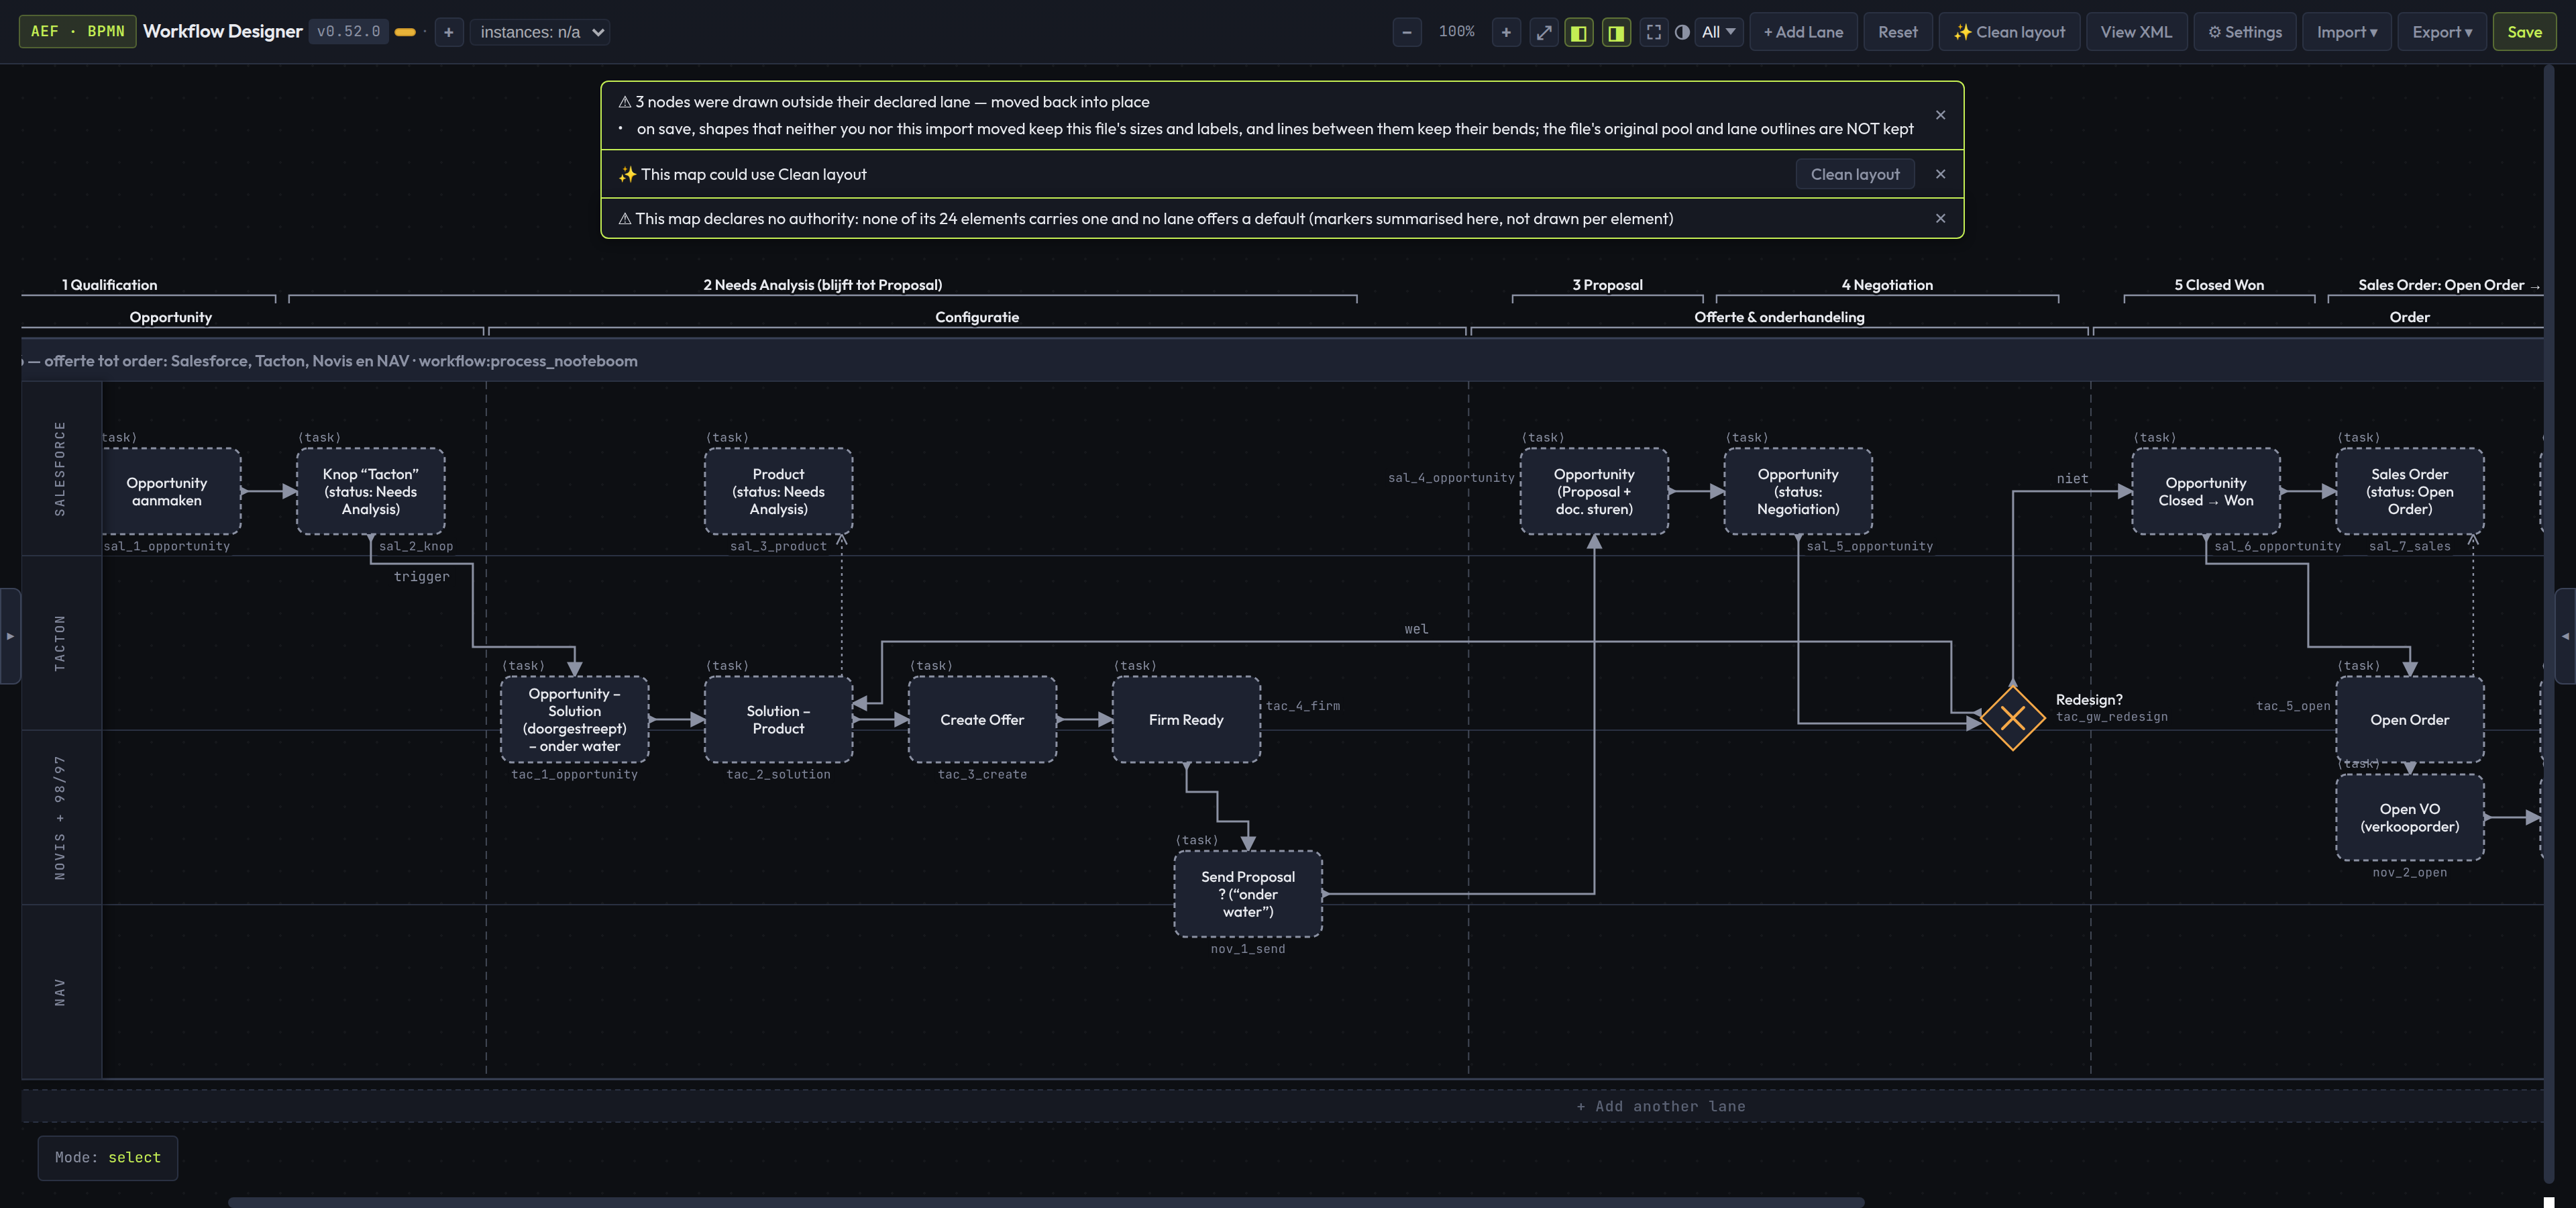 AEF · BPMN Workflow Designer v0.52.0 · + instances: n/a
− 100% + All + Add Lane Reset ✨ Clean layout View XML ⚙ Settings Import ▾ Export ▾ Save
⚠ 3 nodes were drawn outside their declared lane — moved back into place
• on save, shapes that neither you nor this import moved keep this file's sizes and labels, and lines between them keep their bends; the file's original pool and lane outlines are NOT kept
✨ This map could use Clean layout
Clean layout
⚠ This map declares no authority: none of its 24 elements carries one and no lane offers a default (markers summarised here, not drawn per element)
1 Qualification
2 Needs Analysis (blijft tot Proposal)
3 Proposal
4 Negotiation
5 Closed Won
Sales Order: Open Order →
Opportunity
Configuratie
Offerte & onderhandeling
Order
— offerte tot order: Salesforce, Tacton, Novis en NAV · workflow:process_nooteboom
SALESFORCE
task⟩
Opportunity
aanmaken
sal_1_opportunity
⟨task⟩
Knop “Tacton”
(status: Needs
Analysis)
sal_2_knop
trigger
⟨task⟩
Product
(status: Needs
Analysis)
sal_3_product
sal_4_opportunity
⟨task⟩
Opportunity
(Proposal +
doc. sturen)
⟨task⟩
Opportunity
(status:
Negotiation)
sal_5_opportunity
niet
⟨task⟩
Opportunity
Closed → Won
sal_6_opportunity
⟨task⟩
Sales Order
(status: Open
Order)
sal_7_sales
TACTON
wel
⟨task⟩
Opportunity –
Solution
(doorgestreept)
– onder water
tac_1_opportunity
⟨task⟩
Solution –
Product
tac_2_solution
⟨task⟩
Create Offer
tac_3_create
⟨task⟩
Firm Ready
tac_4_firm
Redesign?
tac_gw_redesign
tac_5_open
⟨task⟩
Open Order
NOVIS + 98/97
⟨task⟩
Send Proposal
? (“onder
water”)
nov_1_send
⟨task⟩
Open VO
(verkooporder)
nov_2_open
NAV
+ Add another lane
Mode: select